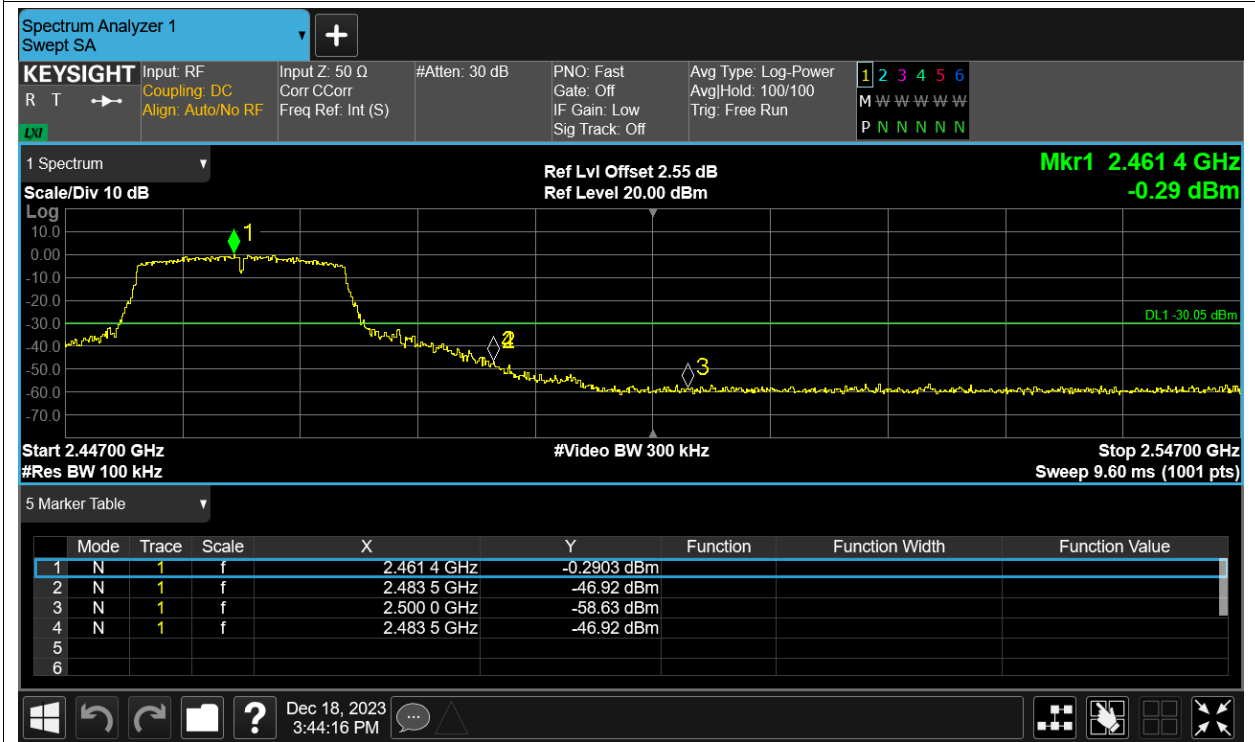 Spectrum Analyzer 1
Swept SA
+
KEYSIGHT
R T
LXI
Input: RF
Coupling: DC
Align: Auto/No RF
Input Z: 50 Ω
Corr CCorr
Freq Ref: Int (S)
#Atten: 30 dB
PNO: Fast
Gate: Off
IF Gain: Low
Sig Track: Off
Avg Type: Log-Power
Avg|Hold: 100/100
Trig: Free Run
1 2 3 4 5 6
M W W W W W
P N N N N N
1 Spectrum
Scale/Div 10 dB
Ref Lvl Offset 2.55 dB
Ref Level 20.00 dBm
Mkr1 2.461 4 GHz
-0.29 dBm
Log
10.0
0.00
-10.0
-20.0
-30.0
-40.0
-50.0
-60.0
-70.0
1
2
4
3
DL1 -30.05 dBm
Start 2.44700 GHz
#Video BW 300 kHz
Stop 2.54700 GHz
#Res BW 100 kHz
Sweep 9.60 ms (1001 pts)
5 Marker Table
Mode Trace Scale X Y Function Function Width Function Value
1 N 1 f 2.461 4 GHz -0.2903 dBm
2 N 1 f 2.483 5 GHz -46.92 dBm
3 N 1 f 2.500 0 GHz -58.63 dBm
4 N 1 f 2.483 5 GHz -46.92 dBm
5
6
?
Dec 18, 2023
3:44:16 PM